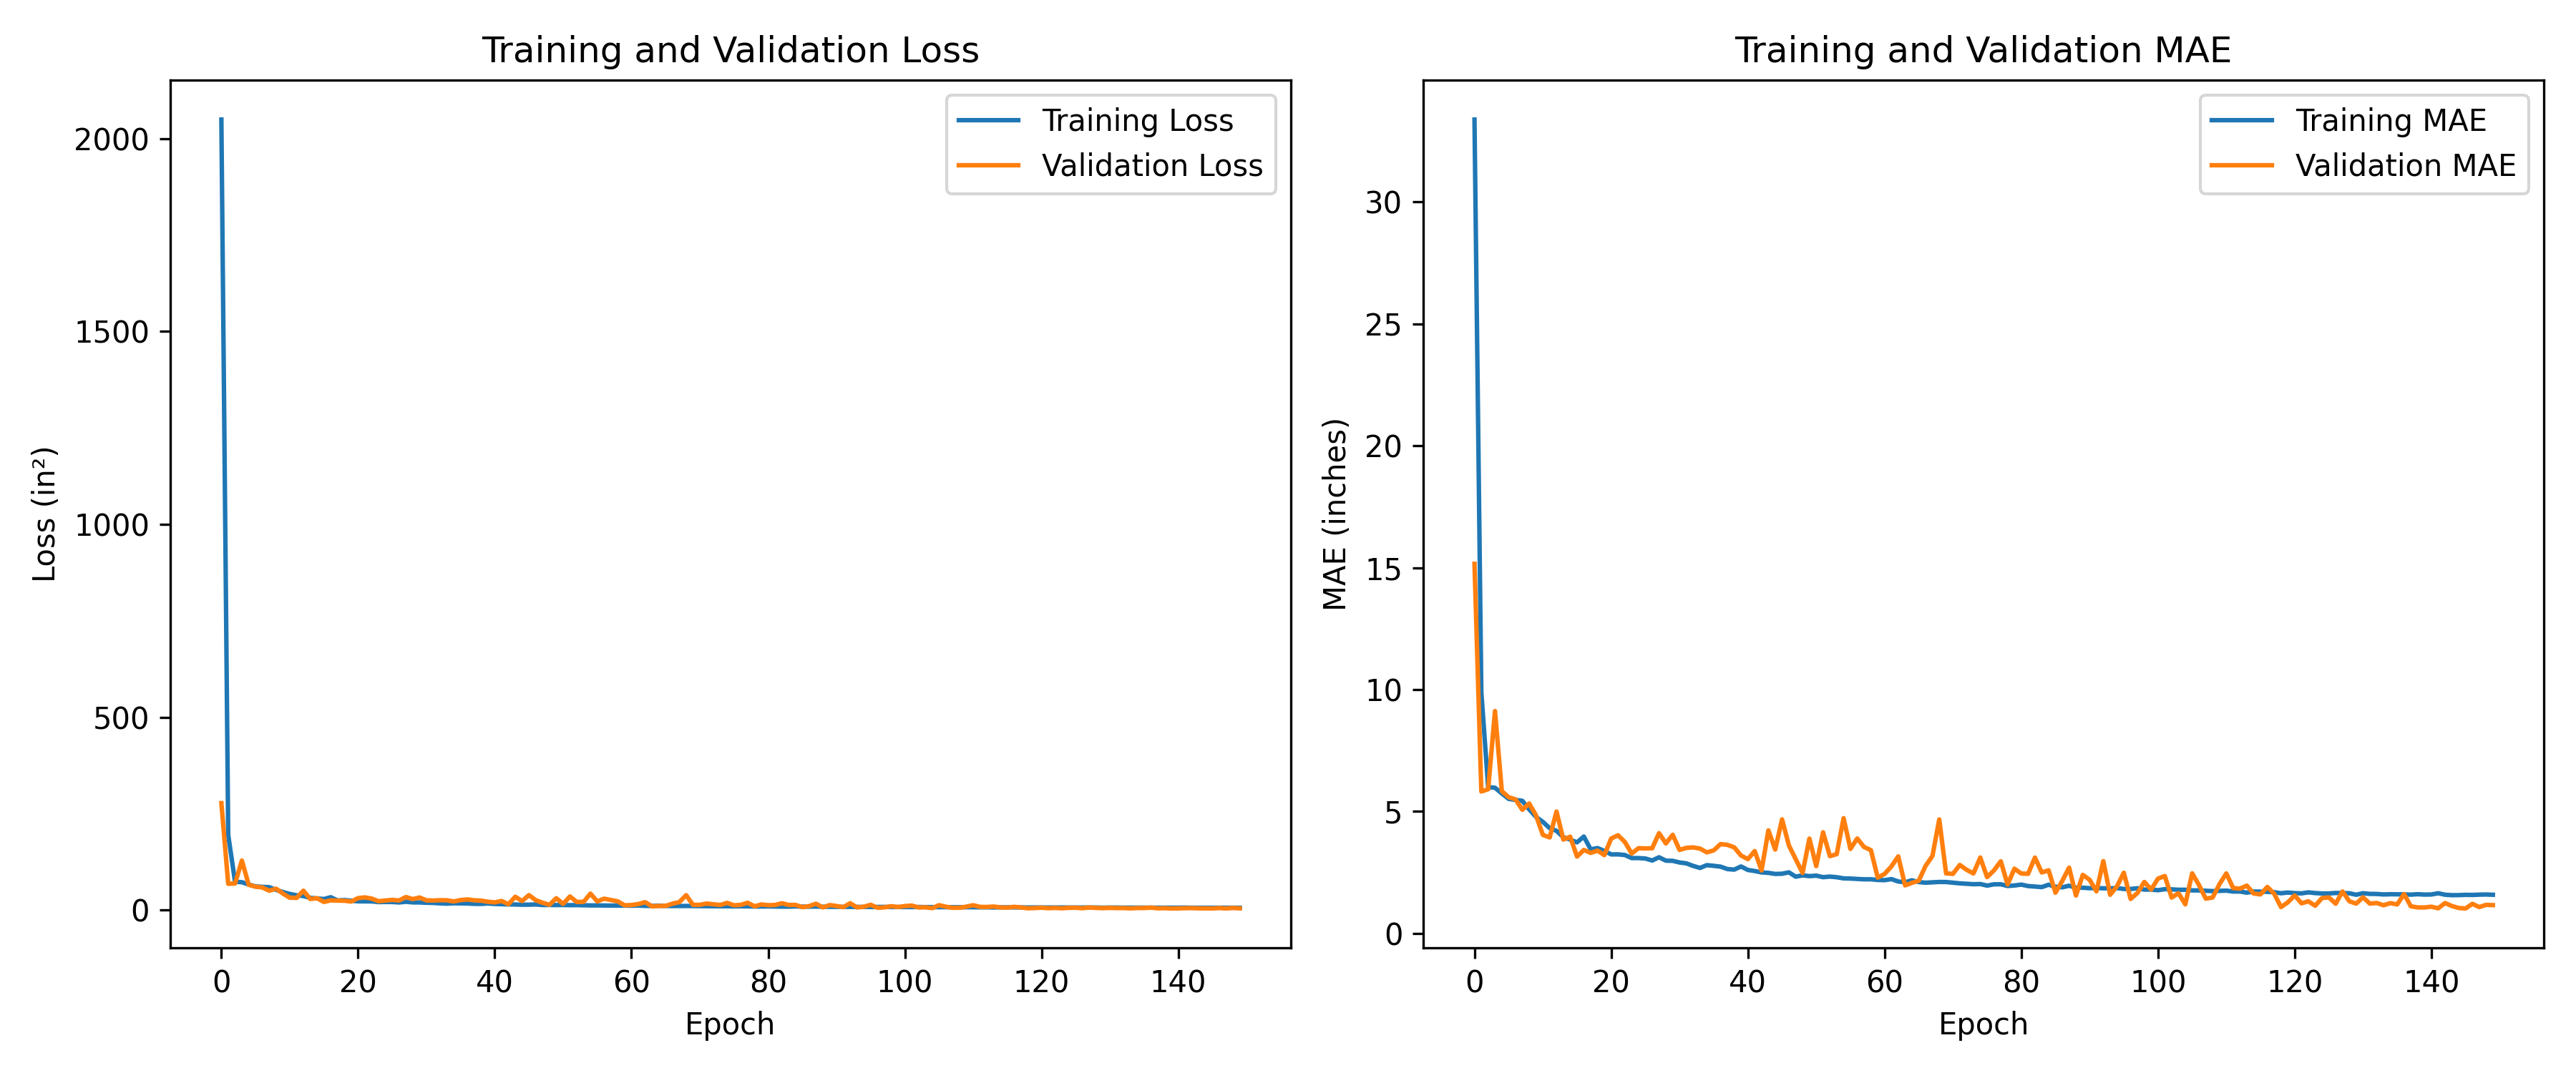 Training and Validation Loss
Training Loss
Validation Loss
2000
1500
1000
500
0
Loss (in²)
0 20 40 60 80 100 120 140
Epoch
Training and Validation MAE
Training MAE
Validation MAE
30
25
20
15
10
5
0
MAE (inches)
0 20 40 60 80 100 120 140
Epoch